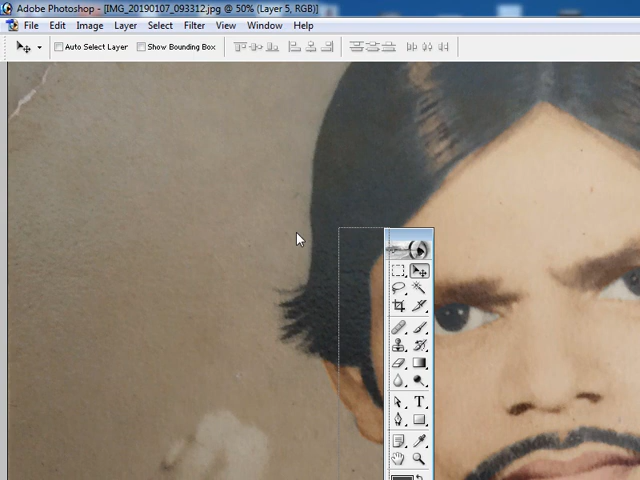 Adobe Photoshop - [IMG_20190107_093312.jpg @ 50% (Layer 5, RGB)]
File Edit Image Layer Select Filter View Window Help
Auto Select Layer Show Bounding Box
T